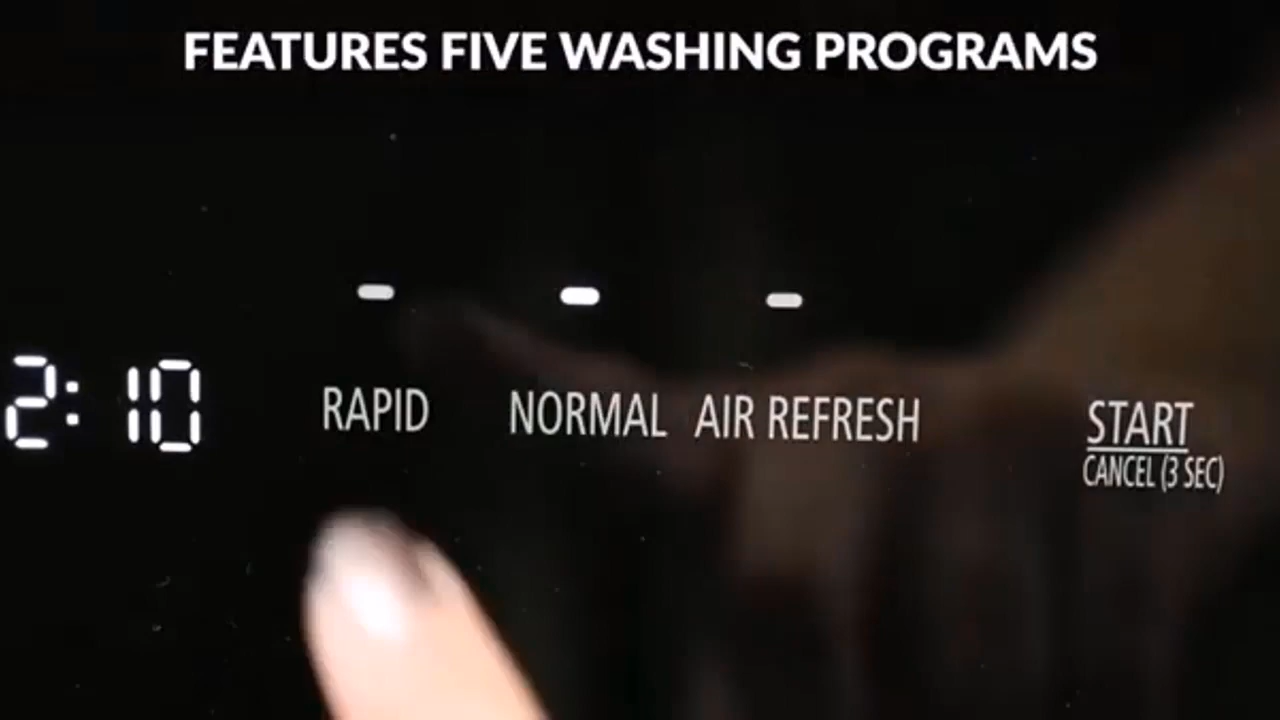 FEATURES FIVE WASHING PROGRAMS
2:10
RAPID
NORMAL
AIR REFRESH
START
CANCEL (3 SEC)